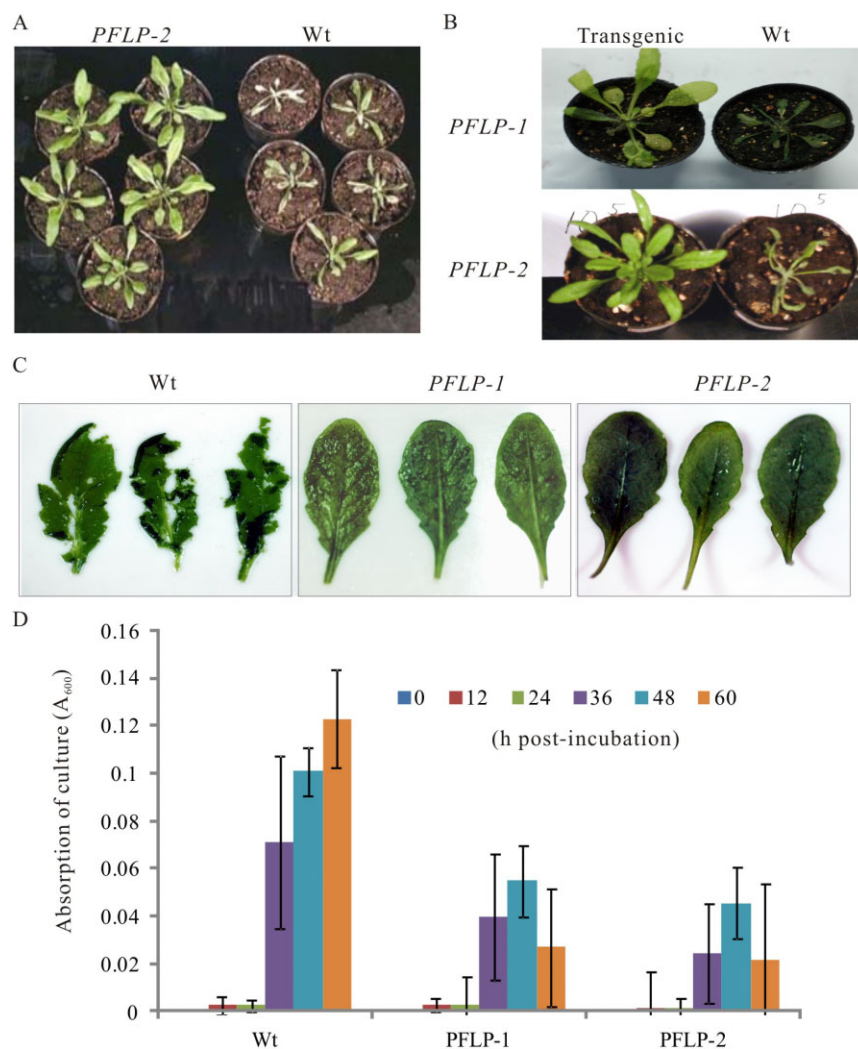 A
PFLP-2 Wt
B
Transgenic Wt
PFLP-1
PFLP-2
10⁵ 10⁵
C
Wt PFLP-1 PFLP-2
D
Absorption of culture (A₆₀₀)
0.16
0.14
0.12
0.1
0.08
0.06
0.04
0.02
0
0 12 24 36 48 60
(h post-incubation)
Wt PFLP-1 PFLP-2